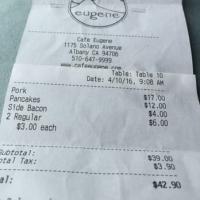 eugene
Cafe Eugene
1175 Solano Avenue
Albany CA 94706
510-647-9999
www.cafeeugene.com
Table: Table 10
Date: 4/10/16, 9:08 AM
Pork $17.00
Pancakes $12.00
Side Bacon $4.00
2 Regular $6.00
$3.00 each
Subtotal: $39.00
otal Tax: $3.90
al: $42.90